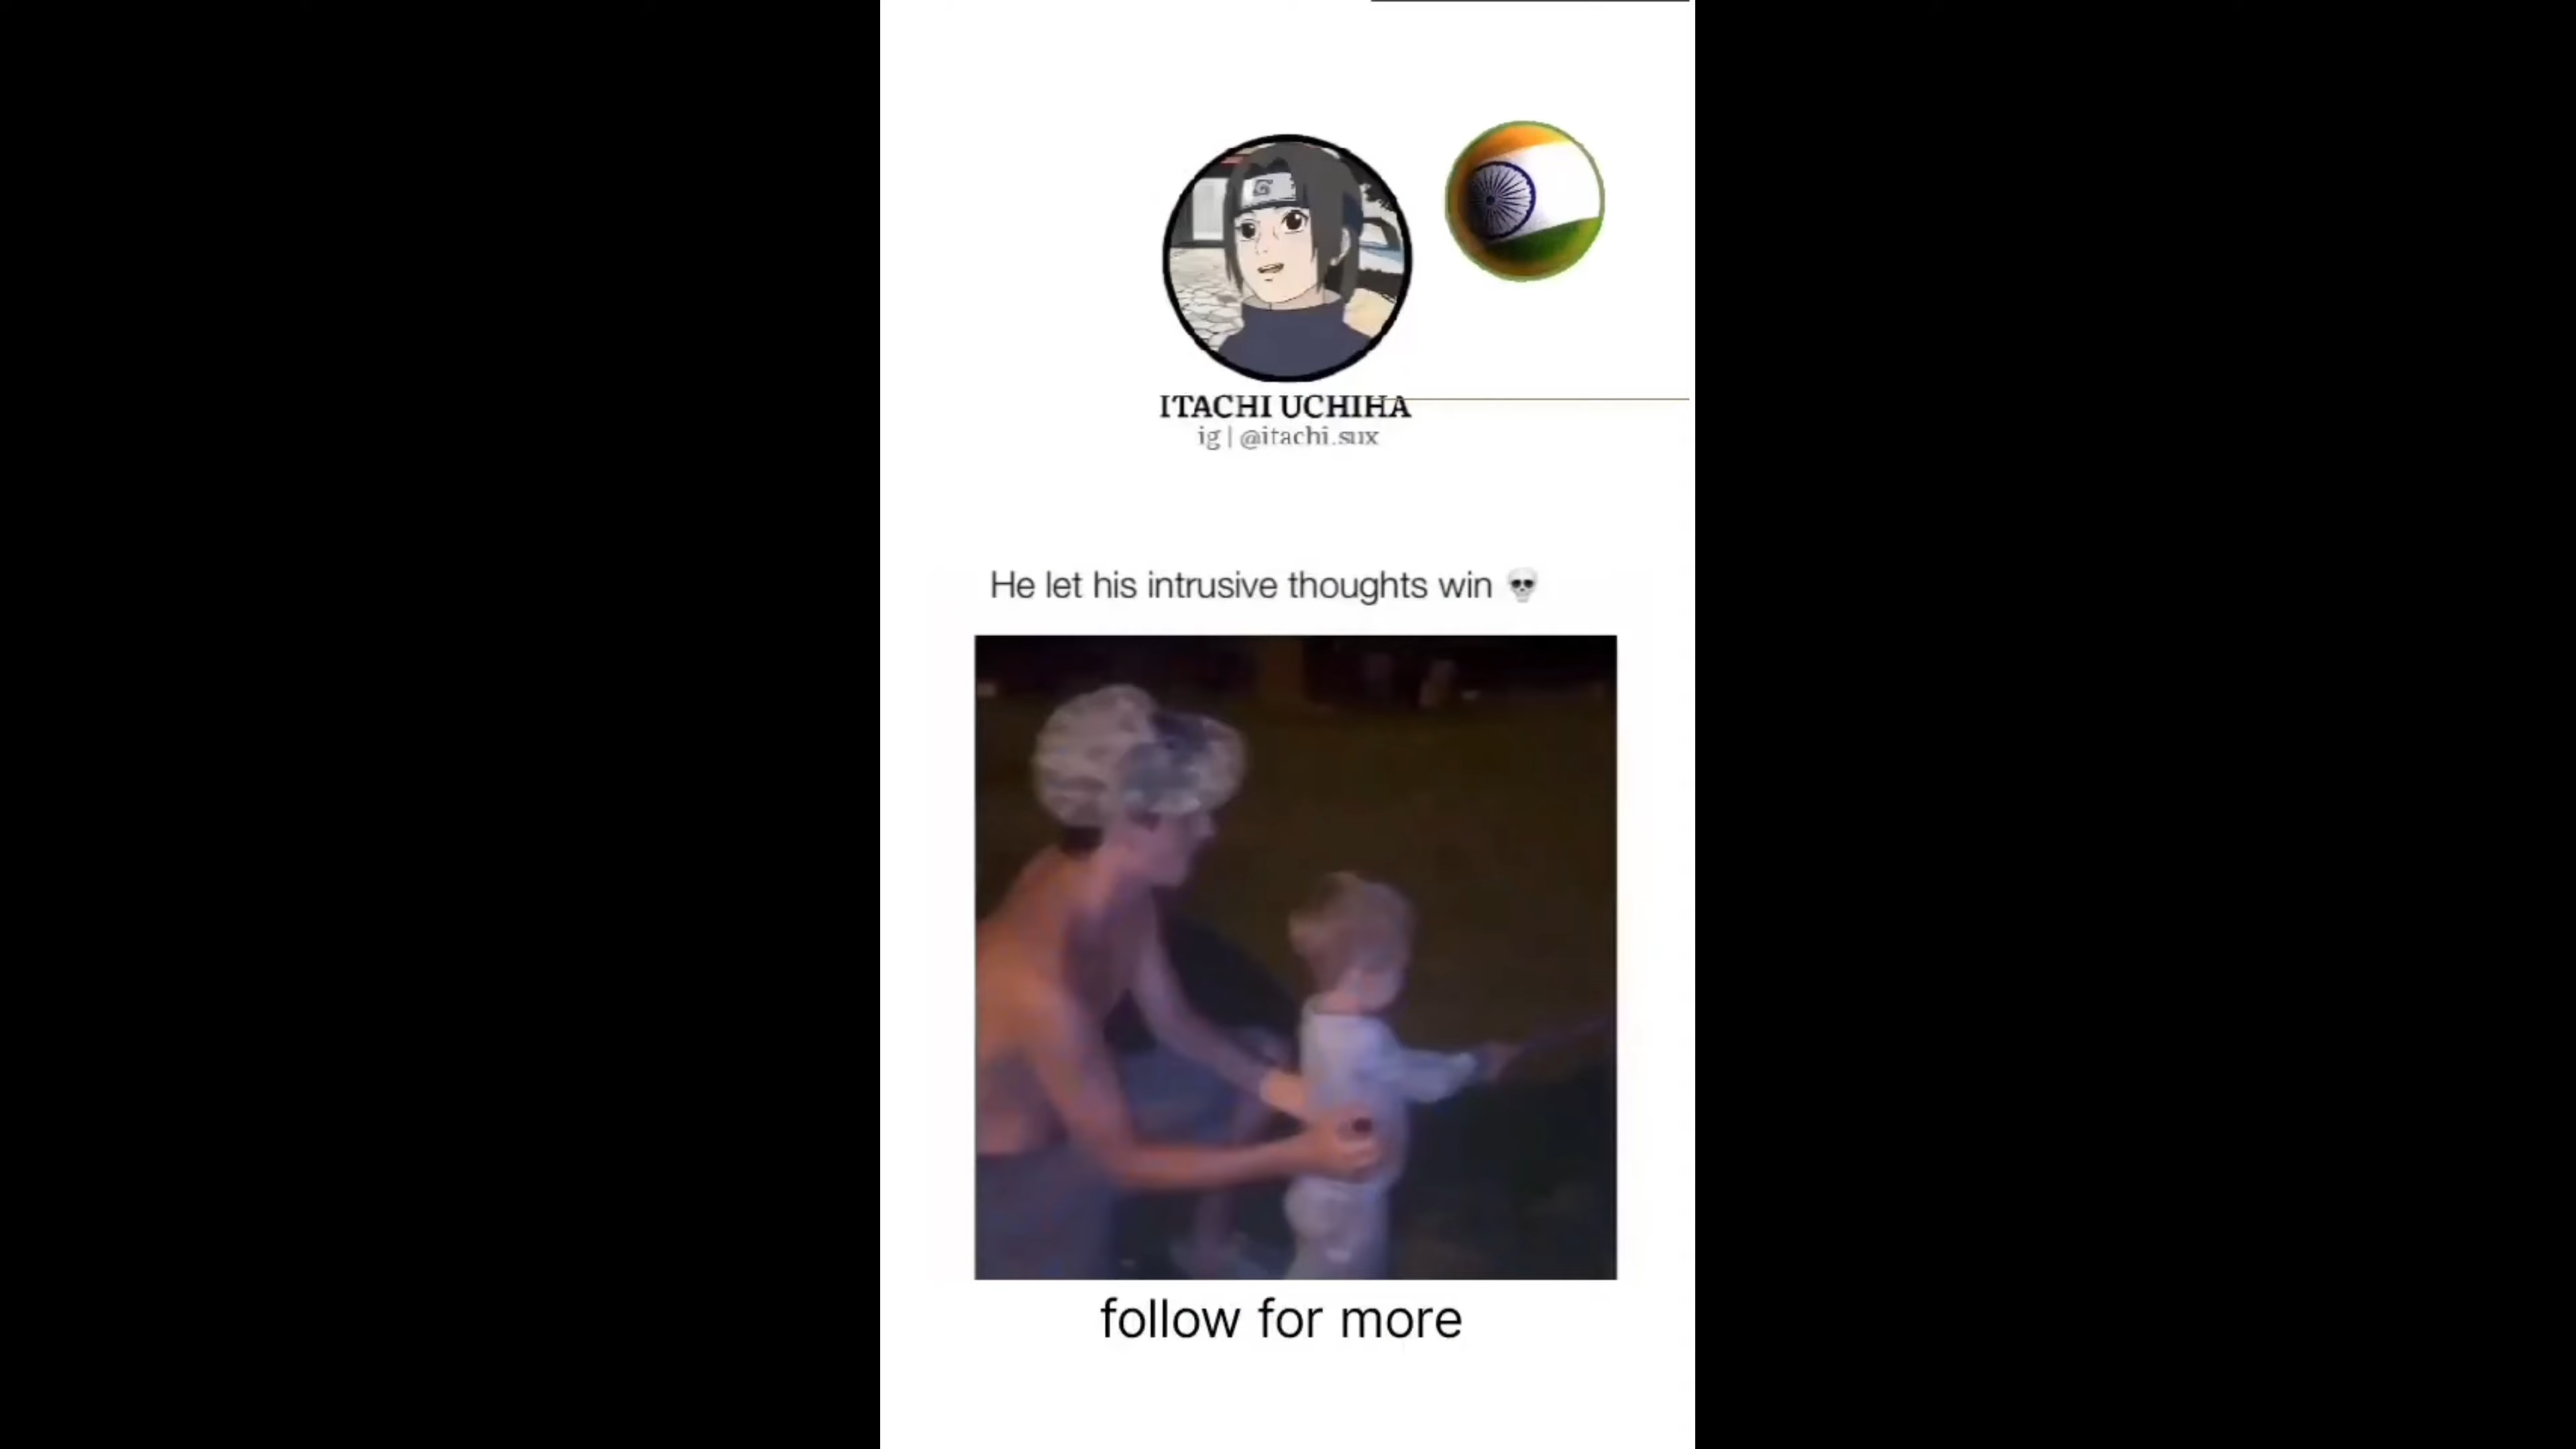 ITACHI UCHIHA
ig | @itachi.sux
He let his intrusive thoughts win 💀
follow for more